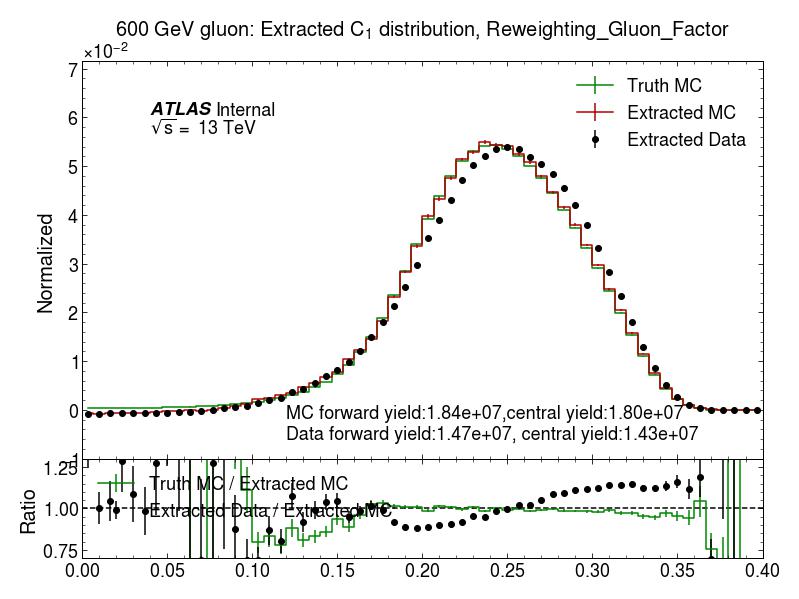 600 GeV gluon: Extracted C₁ distribution, Reweighting_Gluon_Factor
×10⁻²
7
6
5
4
3
2
1
0
1
Normalized
ATLAS Internal
√s = 13 TeV
Truth MC
Extracted MC
Extracted Data
MC forward yield:1.84e+07,central yield:1.80e+07
Data forward yield:1.47e+07, central yield:1.43e+07
1.25
1.00
0.75
Ratio
Truth MC / Extracted MC
Extracted Data / Extracted MC
0.00 0.05 0.10 0.15 0.20 0.25 0.30 0.35 0.40